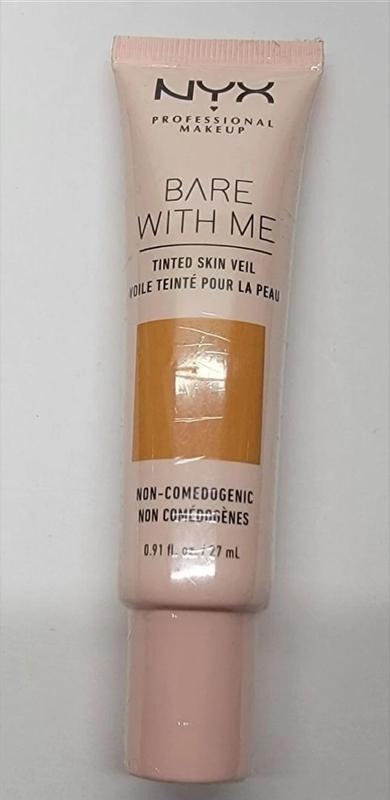 NYX
PROFESSIONAL
MAKEUP
BARE
WITH ME
TINTED SKIN VEIL
VOILE TEINTÉ POUR LA PEAU
NON-COMEDOGENIC
NON COMÉDOGÈNES
0.91 fl. oz. / 27 mL